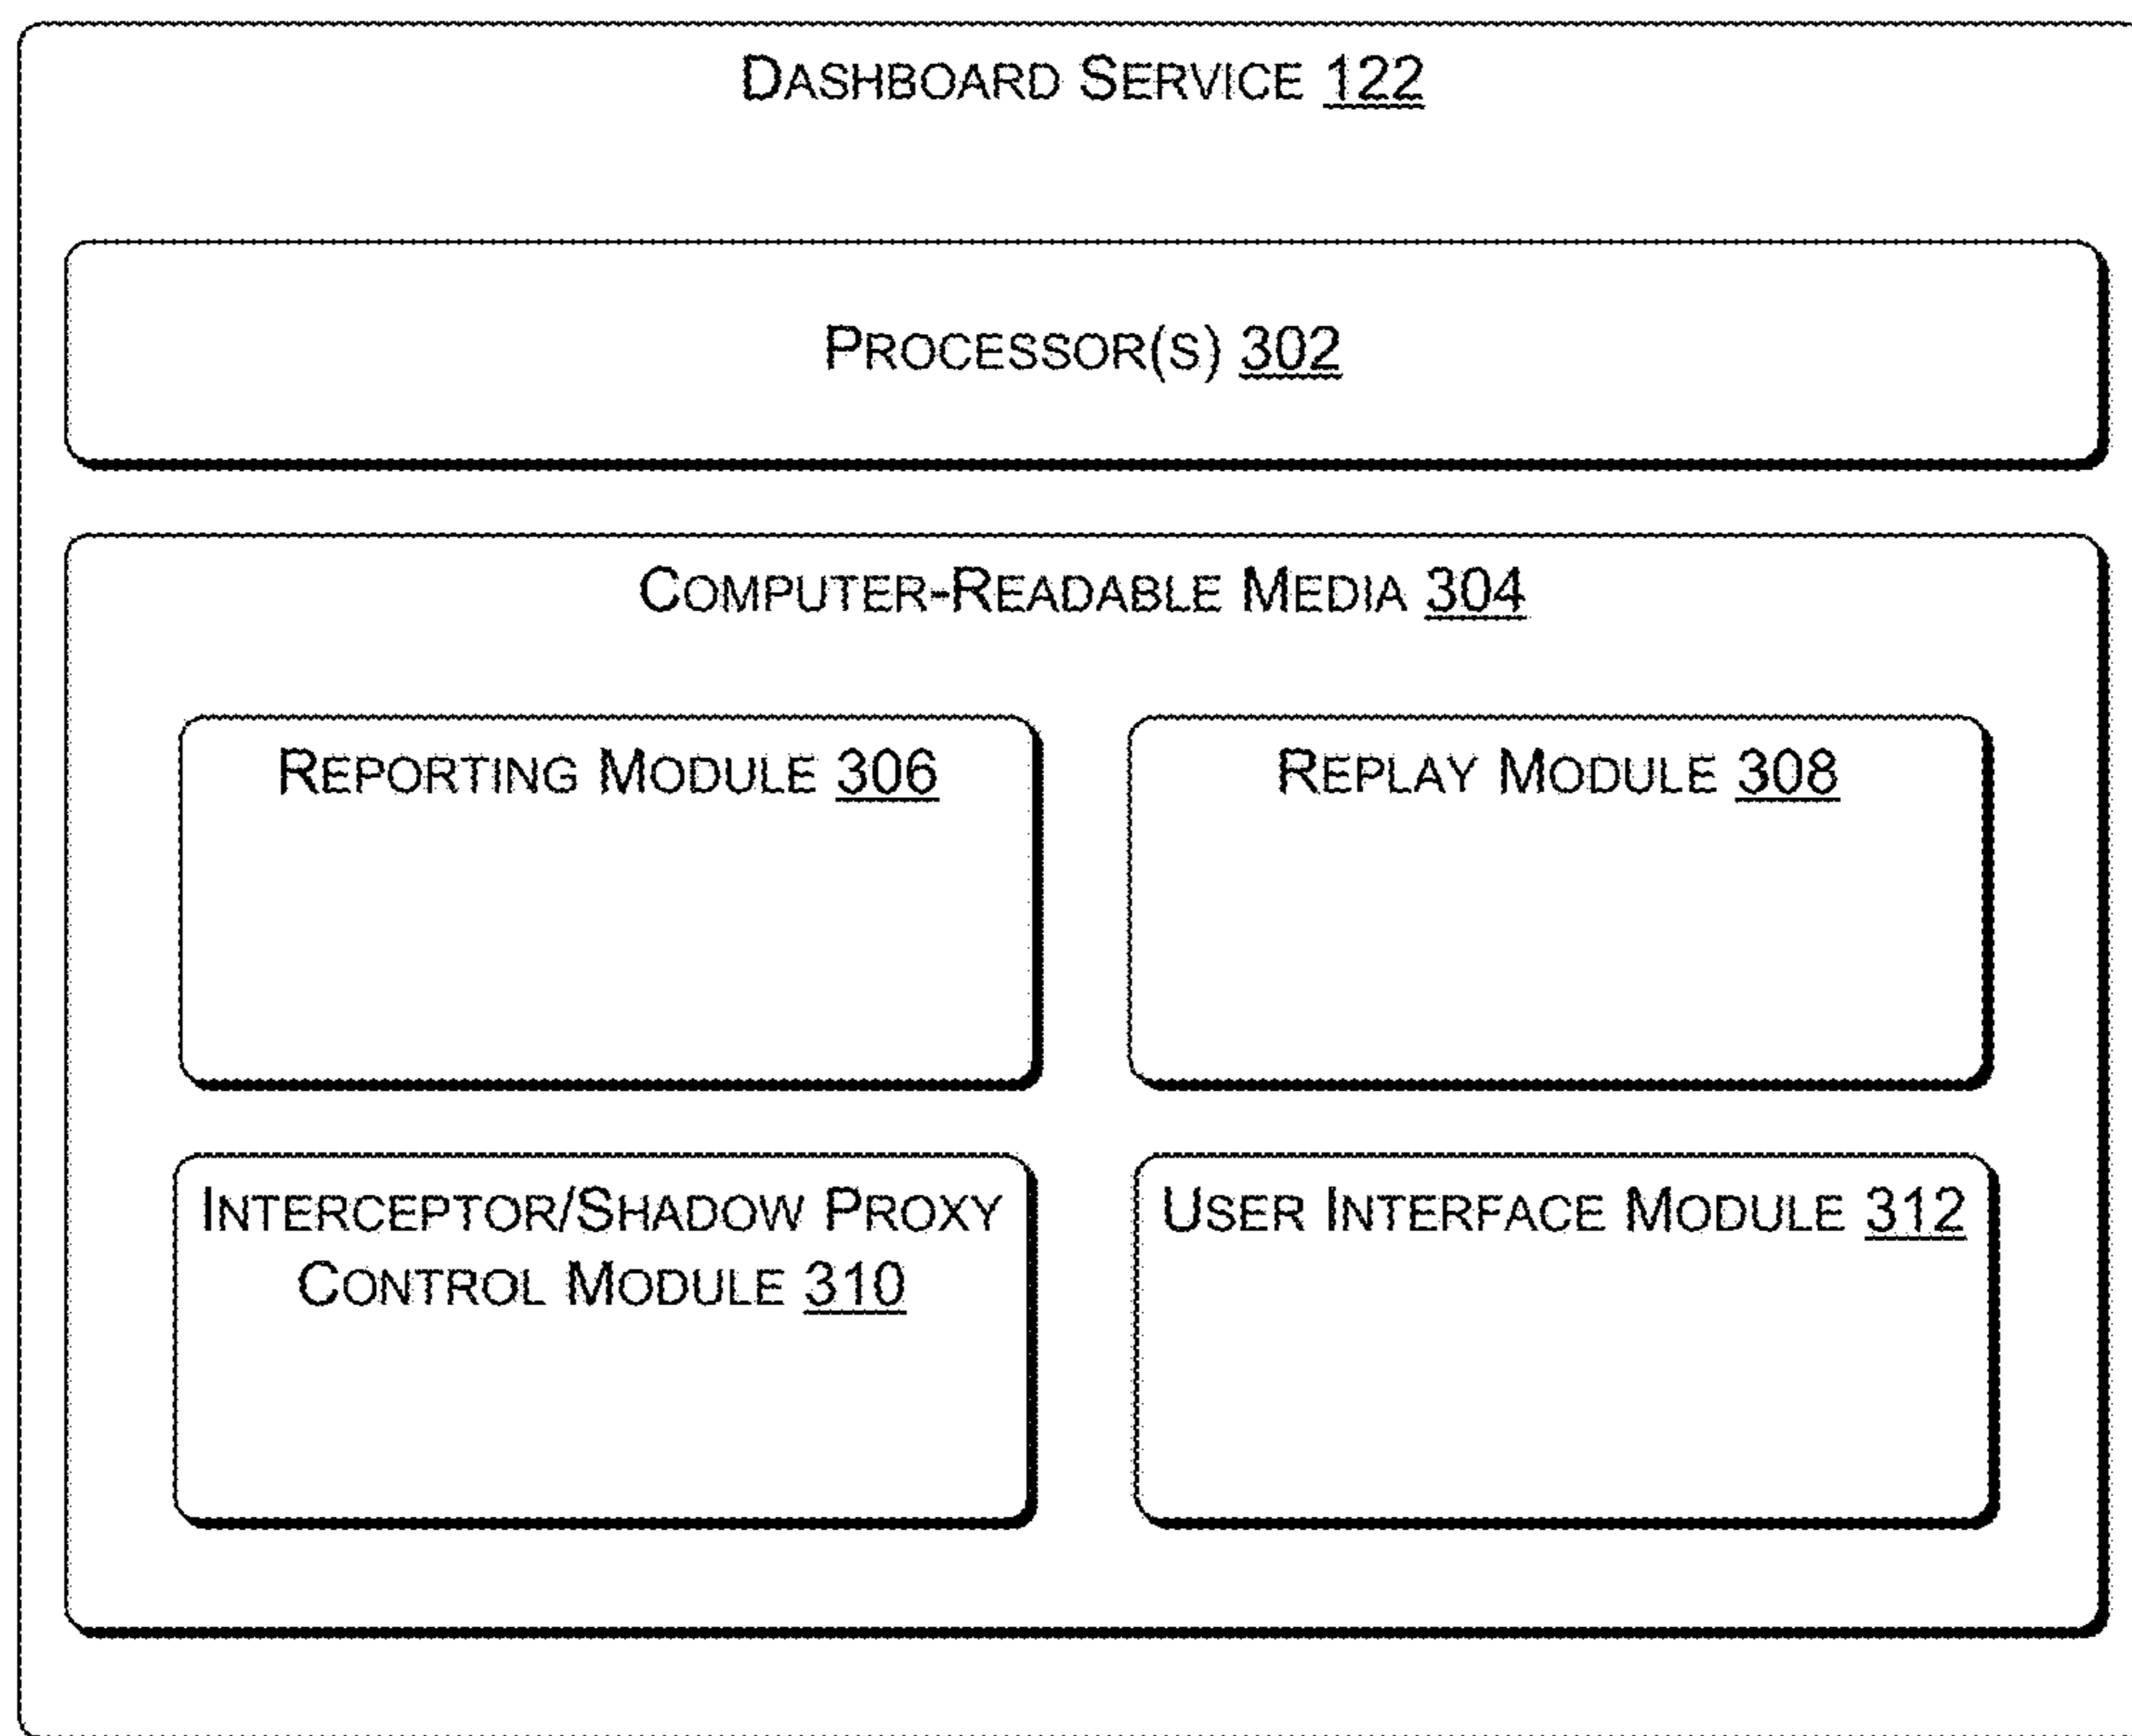 DASHBOARD SERVICE 122
PROCESSOR(S) 302
COMPUTER-READABLE MEDIA 304
REPORTING MODULE 306
REPLAY MODULE 308
INTERCEPTOR/SHADOW PROXY
CONTROL MODULE 310
USER INTERFACE MODULE 312